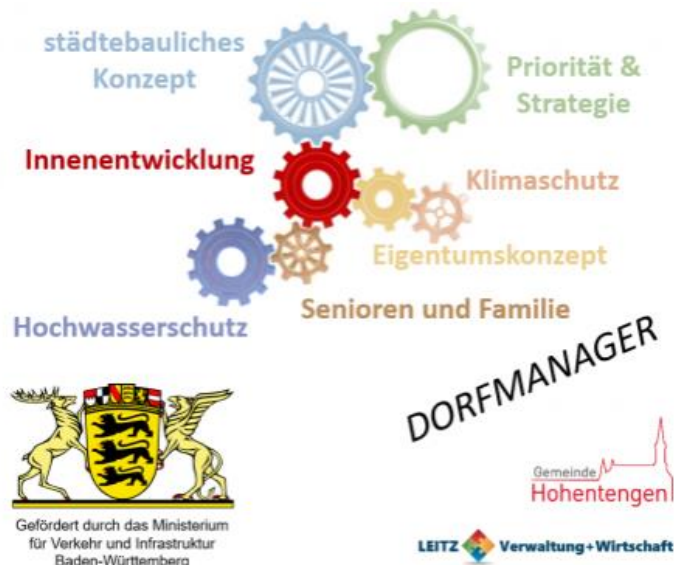 städtebauliches
Konzept
Priorität &
Strategie
Innenentwicklung
Klimaschutz
Eigentumskonzept
Senioren und Familie
Hochwasserschutz
DORFMANAGER
Gefördert durch das Ministerium
für Verkehr und Infrastruktur
Baden-Württemberg
Gemeinde
Hohentengen
LEITZ Verwaltung+Wirtschaft